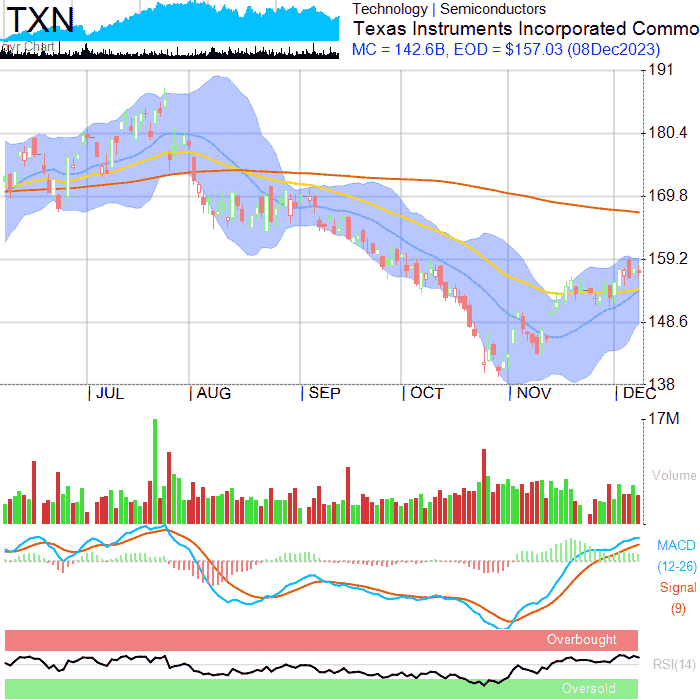 TXN
5yr Chart
Technology | Semiconductors
Texas Instruments Incorporated Commo
MC = 142.6B, EOD = $157.03 (08Dec2023)
191
180.4
169.8
159.2
148.6
138
JUL
AUG
SEP
OCT
NOV
DEC
17M
Volume
MACD
(12-26)
Signal
(9)
Overbought
RSI(14)
Oversold